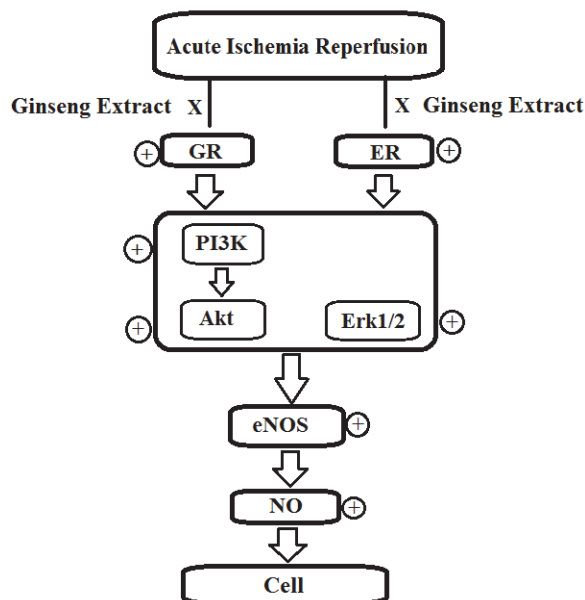 Acute Ischemia Reperfusion
Ginseng Extract X
X Ginseng Extract
+ GR
ER +
+ PI3K
+ Akt
Erk1/2 +
eNOS +
NO +
Cell